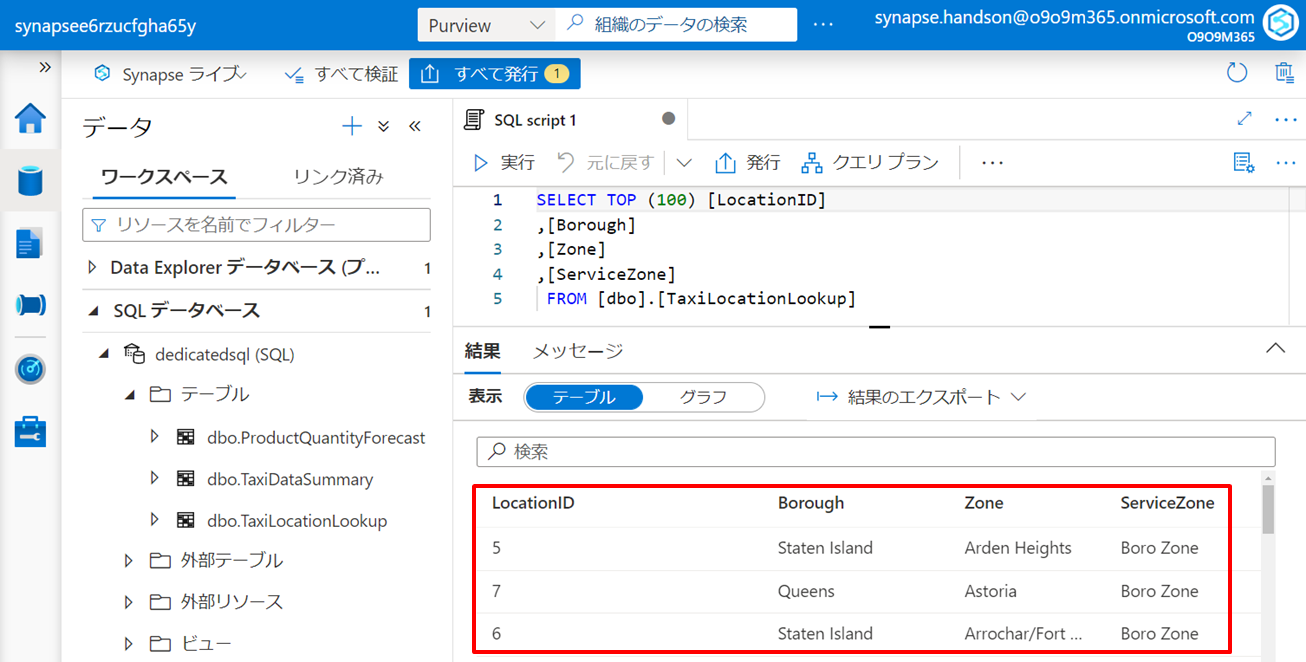 synapsee6rzucfgha65y
Purview
組織のデータの検索
synapse.handson@o9o9m365.onmicrosoft.com
O9O9M365
Synapse ライブ
すべて検証
すべて発行 1
データ
ワークスペース
リンク済み
リソースを名前でフィルター
Data Explorer データベース (プ... 1
SQL データベース 1
dedicatedsql (SQL)
テーブル
dbo.ProductQuantityForecast
dbo.TaxiDataSummary
dbo.TaxiLocationLookup
外部テーブル
外部リソース
ビュー
SQL script 1
実行 元に戻す 発行 クエリ プラン
1 SELECT TOP (100) [LocationID]
2 ,[Borough]
3 ,[Zone]
4 ,[ServiceZone]
5 FROM [dbo].[TaxiLocationLookup]
結果 メッセージ
表示 テーブル グラフ 結果のエクスポート
検索
LocationID Borough Zone ServiceZone
5 Staten Island Arden Heights Boro Zone
7 Queens Astoria Boro Zone
6 Staten Island Arrochar/Fort ... Boro Zone